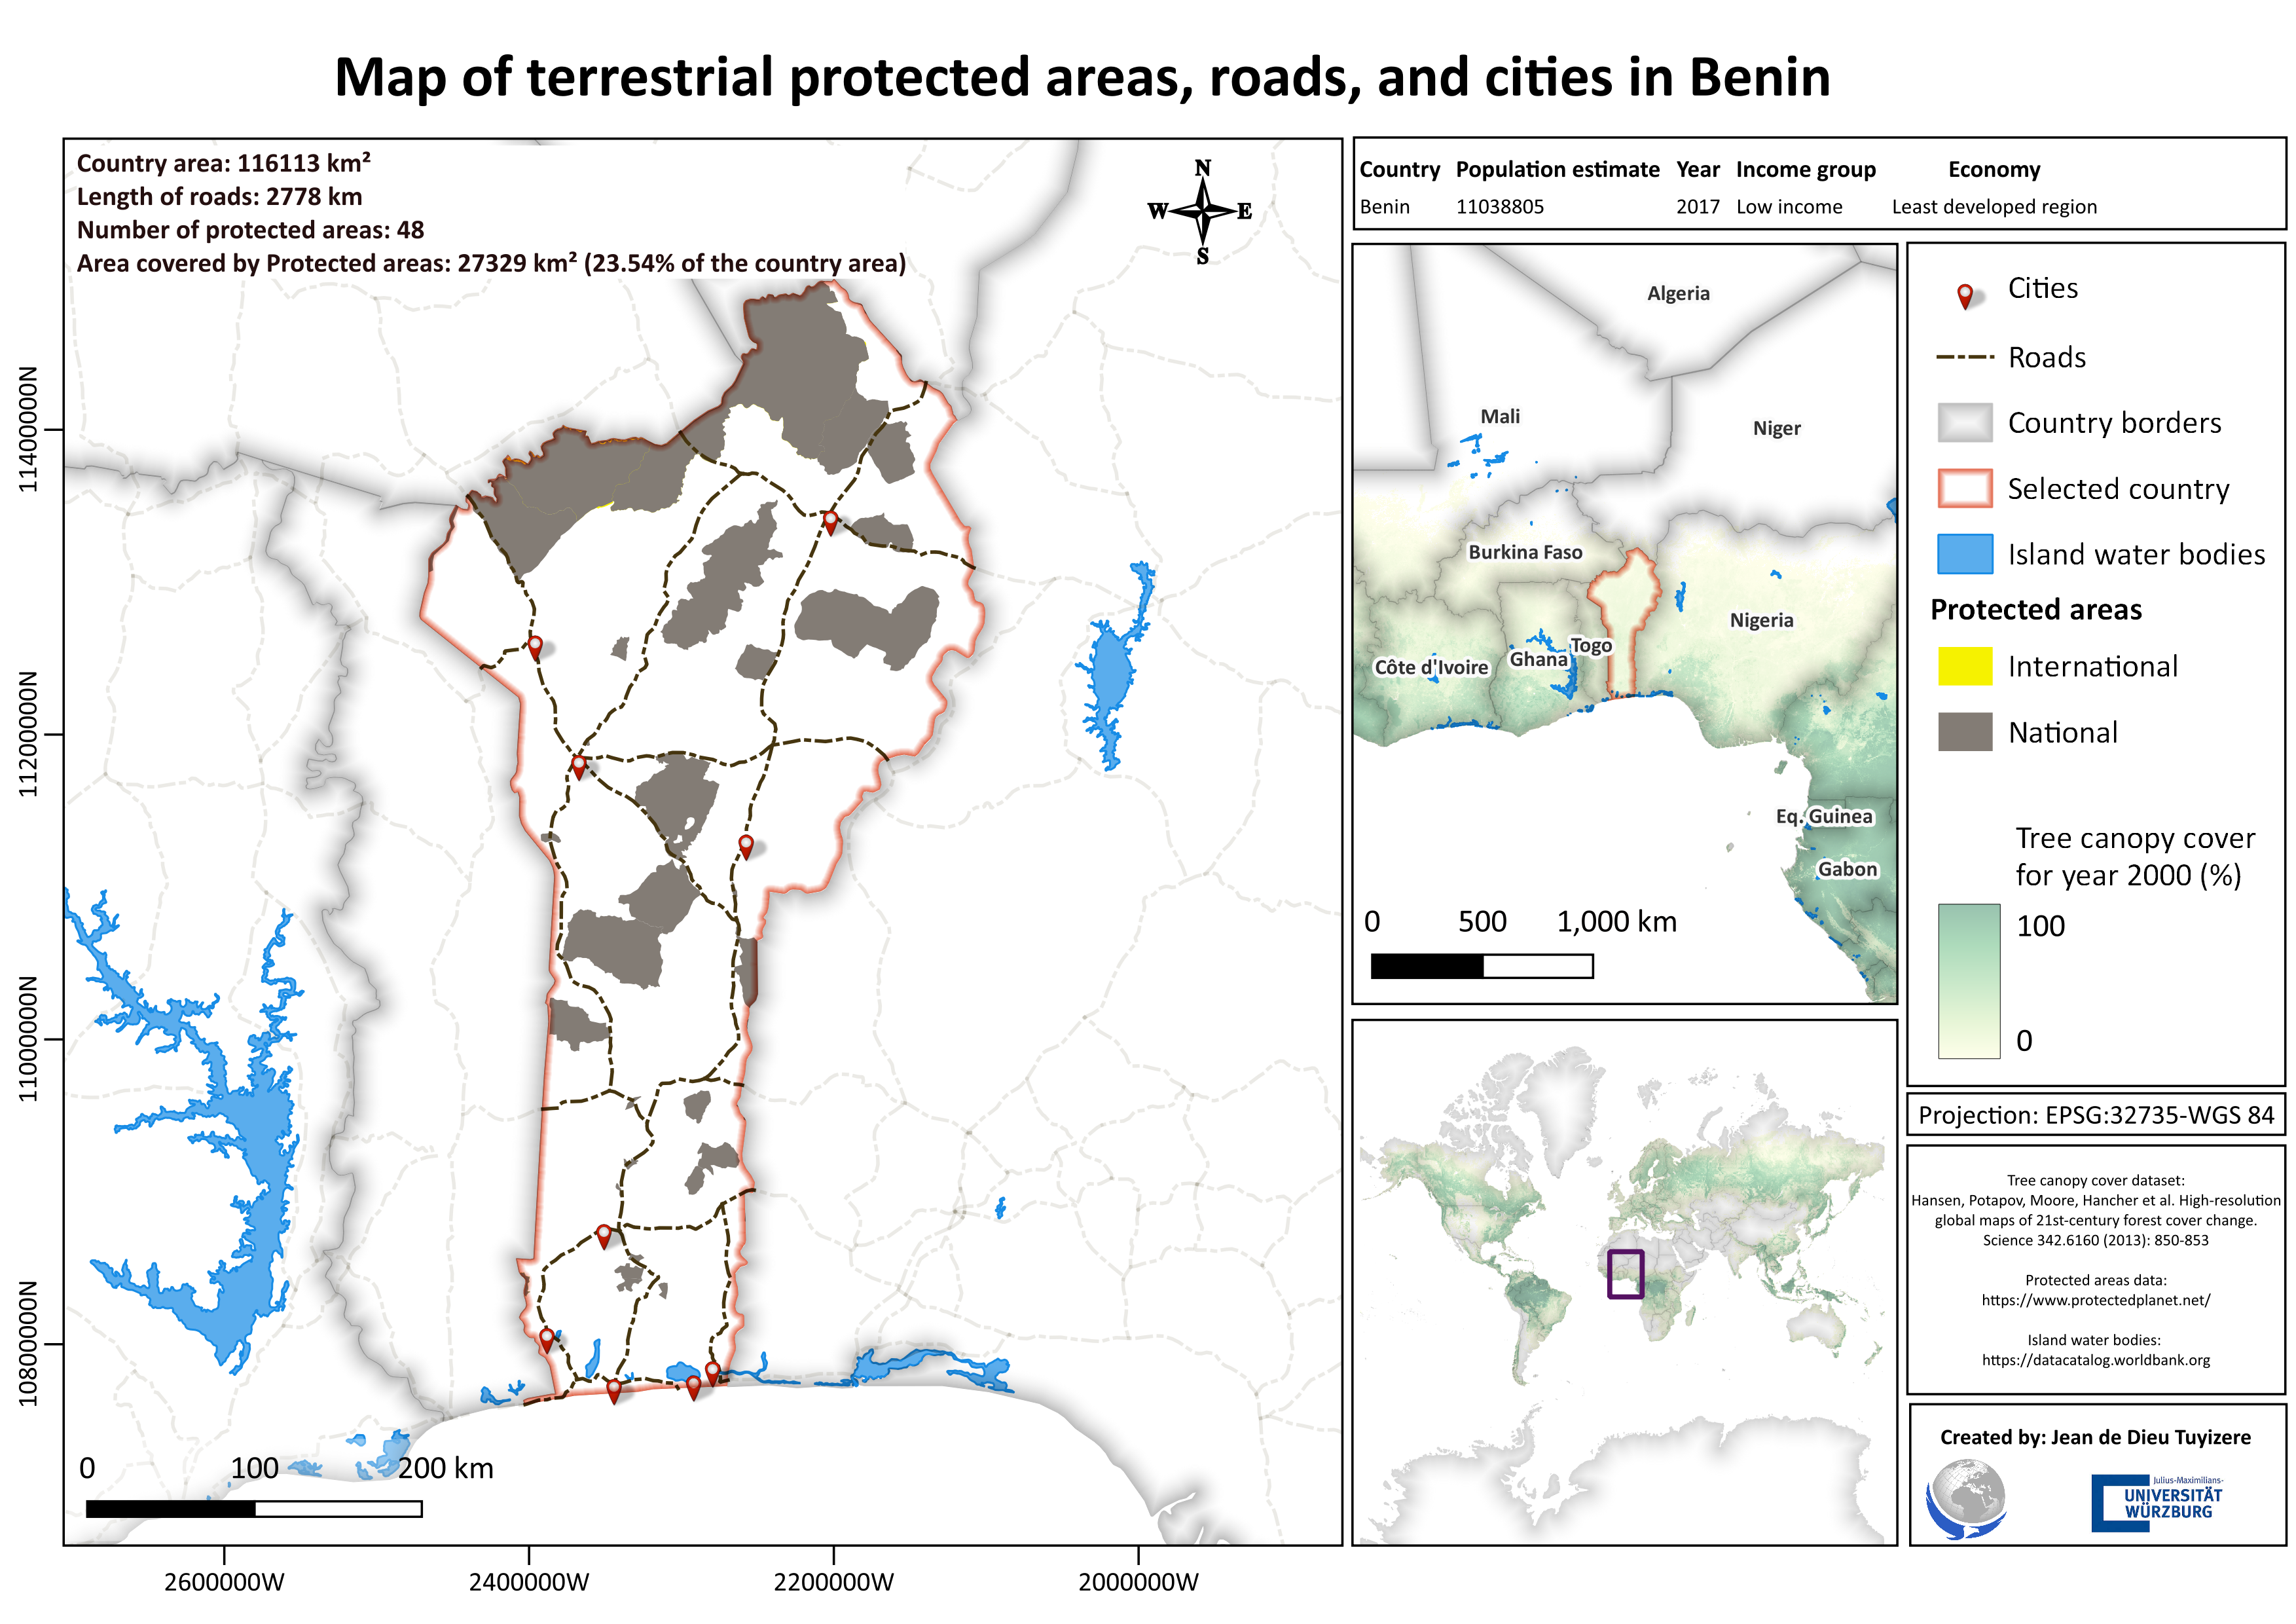 Map of terrestrial protected areas, roads, and cities in Benin
Country area: 116113 km²
Length of roads: 2778 km
Number of protected areas: 48
Area covered by Protected areas: 27329 km² (23.54% of the country area)
N
W E
S
11400000N
11200000N
11000000N
10800000N
2600000W 2400000W 2200000W 2000000W
0 100 200 km
Country Population estimate Year Income group Economy
Benin 11038805 2017 Low income Least developed region
Algeria
Mali
Niger
Burkina Faso
Nigeria
Togo
Ghana
Côte d'Ivoire
Eq. Guinea
Gabon
0 500 1,000 km
Cities
Roads
Country borders
Selected country
Island water bodies
Protected areas
International
National
Tree canopy cover
for year 2000 (%)
100
0
Projection: EPSG:32735-WGS 84
Tree canopy cover dataset:
Hansen, Potapov, Moore, Hancher et al. High-resolution
global maps of 21st-century forest cover change.
Science 342.6160 (2013): 850-853
Protected areas data:
https://www.protectedplanet.net/
Island water bodies:
https://datacatalog.worldbank.org
Created by: Jean de Dieu Tuyizere
Julius-Maximilians-
UNIVERSITÄT
WÜRZBURG